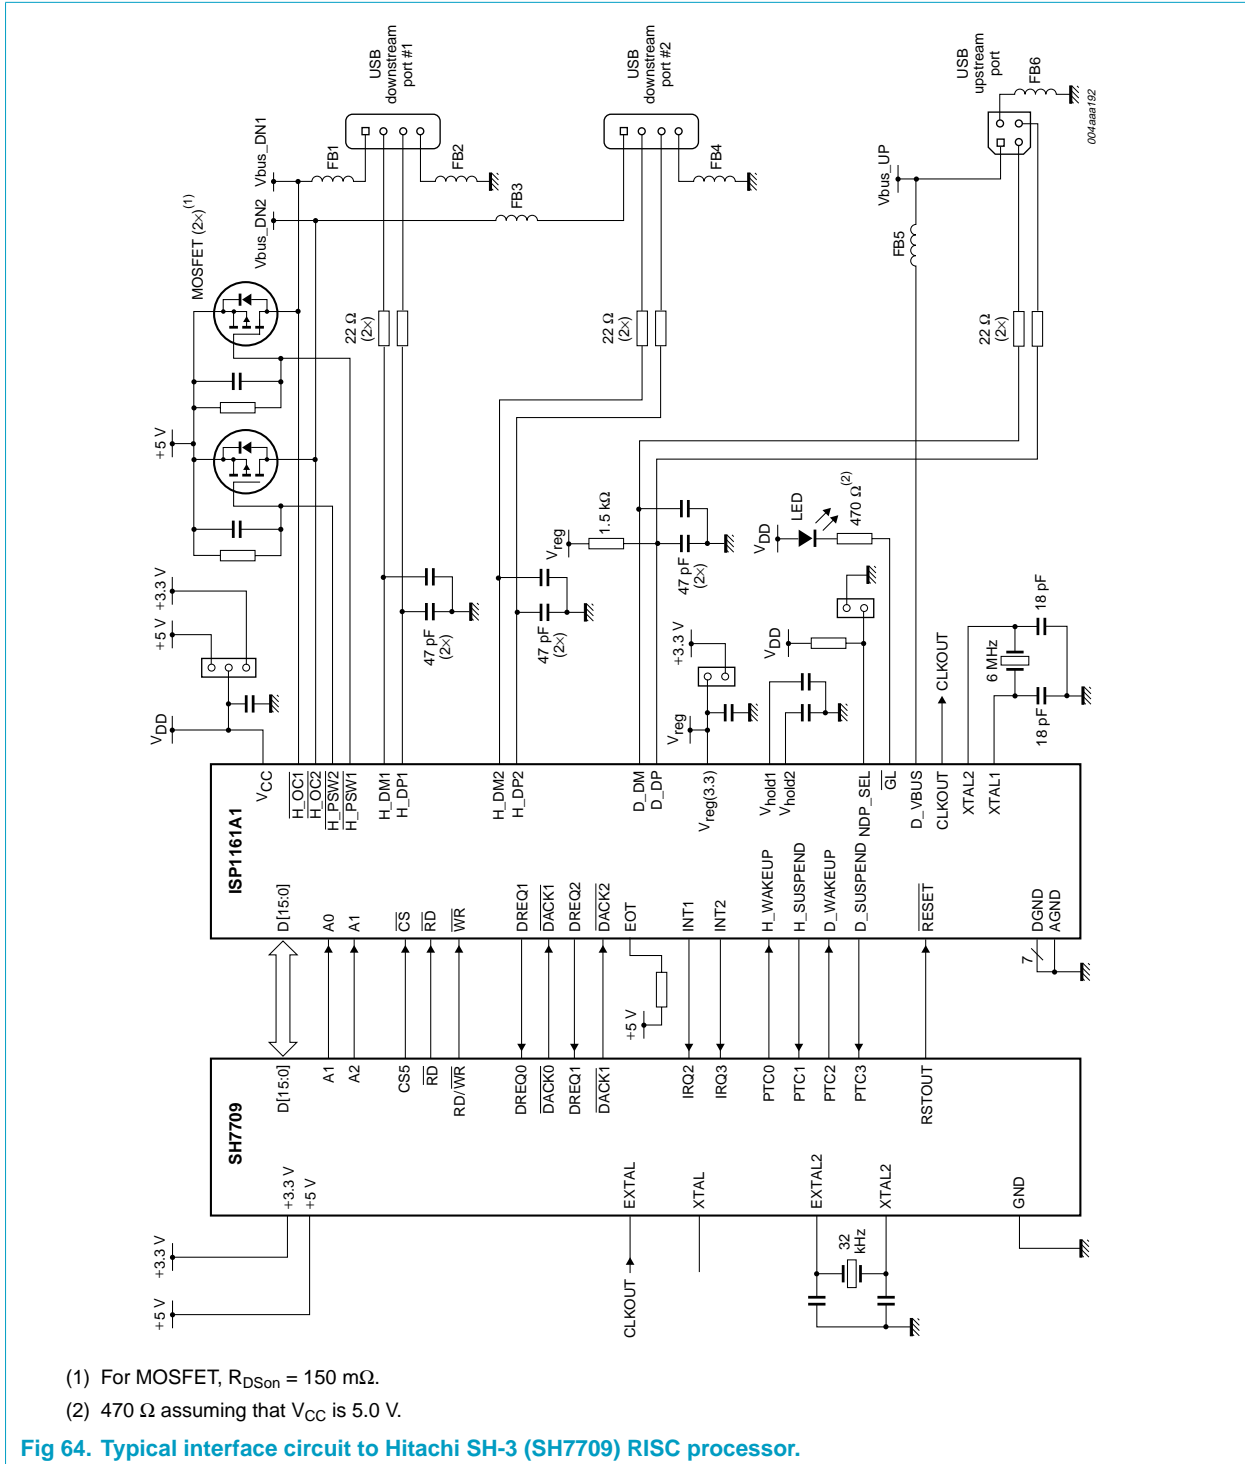 USB
downstream
port #1
USB
downstream
port #2
USB
upstream
port
FB6
004aaa192
Vbus_DN1
FB1
FB2
Vbus_DN2
FB3
FB4
Vbus_UP
FB5
MOSFET (2×)(1)
22 Ω
(2×)
22 Ω
(2×)
22 Ω
(2×)
+5 V
+3.3 V
+5 V
VDD
47 pF
(2×)
47 pF
(2×)
Vreg
1.5 kΩ
47 pF
(2×)
+3.3 V
Vreg
VDD
LED
470 Ω(2)
VDD
CLKOUT
6 MHz
18 pF
18 pF
VCC
H_OC1
H_OC2
H_PSW2
H_PSW1
H_DM1
H_DP1
H_DM2
H_DP2
D_DM
D_DP
Vreg(3.3)
Vhold1
Vhold2
NDP_SEL
GL
D_VBUS
CLKOUT
XTAL2
XTAL1
ISP1161A1
D[15:0]
A0
A1
CS
RD
WR
DREQ1
DACK1
DREQ2
DACK2
EOT
INT1
INT2
H_WAKEUP
H_SUSPEND
D_WAKEUP
D_SUSPEND
RESET
DGND
AGND
7
+5 V
D[15:0]
A1
A2
CS5
RD
RD/WR
DREQ0
DACK0
DREQ1
DACK1
IRQ2
IRQ3
PTC0
PTC1
PTC2
PTC3
RSTOUT
SH7709
+3.3 V
+5 V
EXTAL
XTAL
EXTAL2
XTAL2
GND
+3.3 V
+5 V
CLKOUT
32
kHz
(1) For MOSFET, RDSon = 150 mΩ.
(2) 470 Ω assuming that VCC is 5.0 V.
Fig 64. Typical interface circuit to Hitachi SH-3 (SH7709) RISC processor.